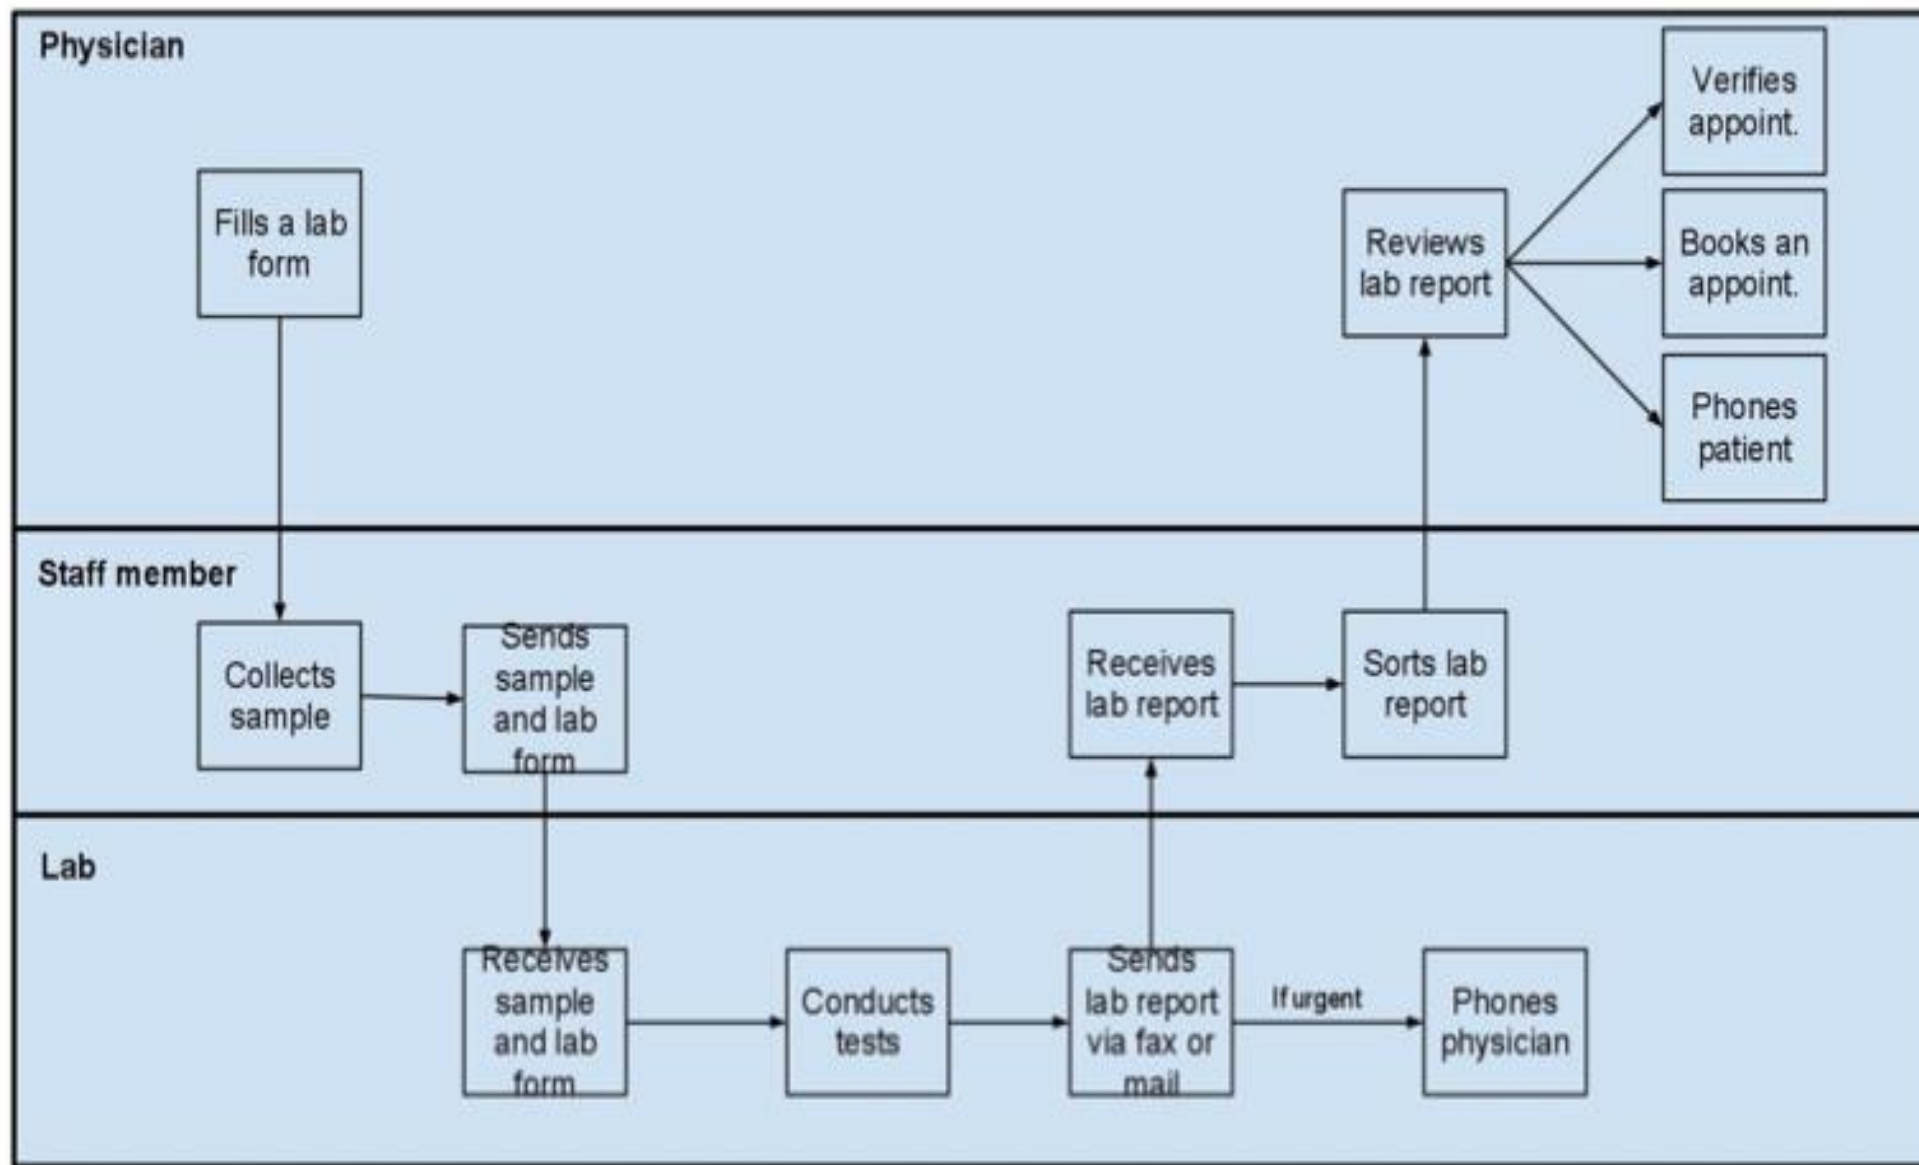 Physician
Verifies
appoint.
Fills a lab
form
Reviews
lab report
Books an
appoint.
Phones
patient
Staff member
Collects
sample
Sends
sample
and lab
form
Receives
lab report
Sorts lab
report
Lab
Receives
sample
and lab
form
Conducts
tests
Sends
lab report
via fax or
mail
If urgent
Phones
physician